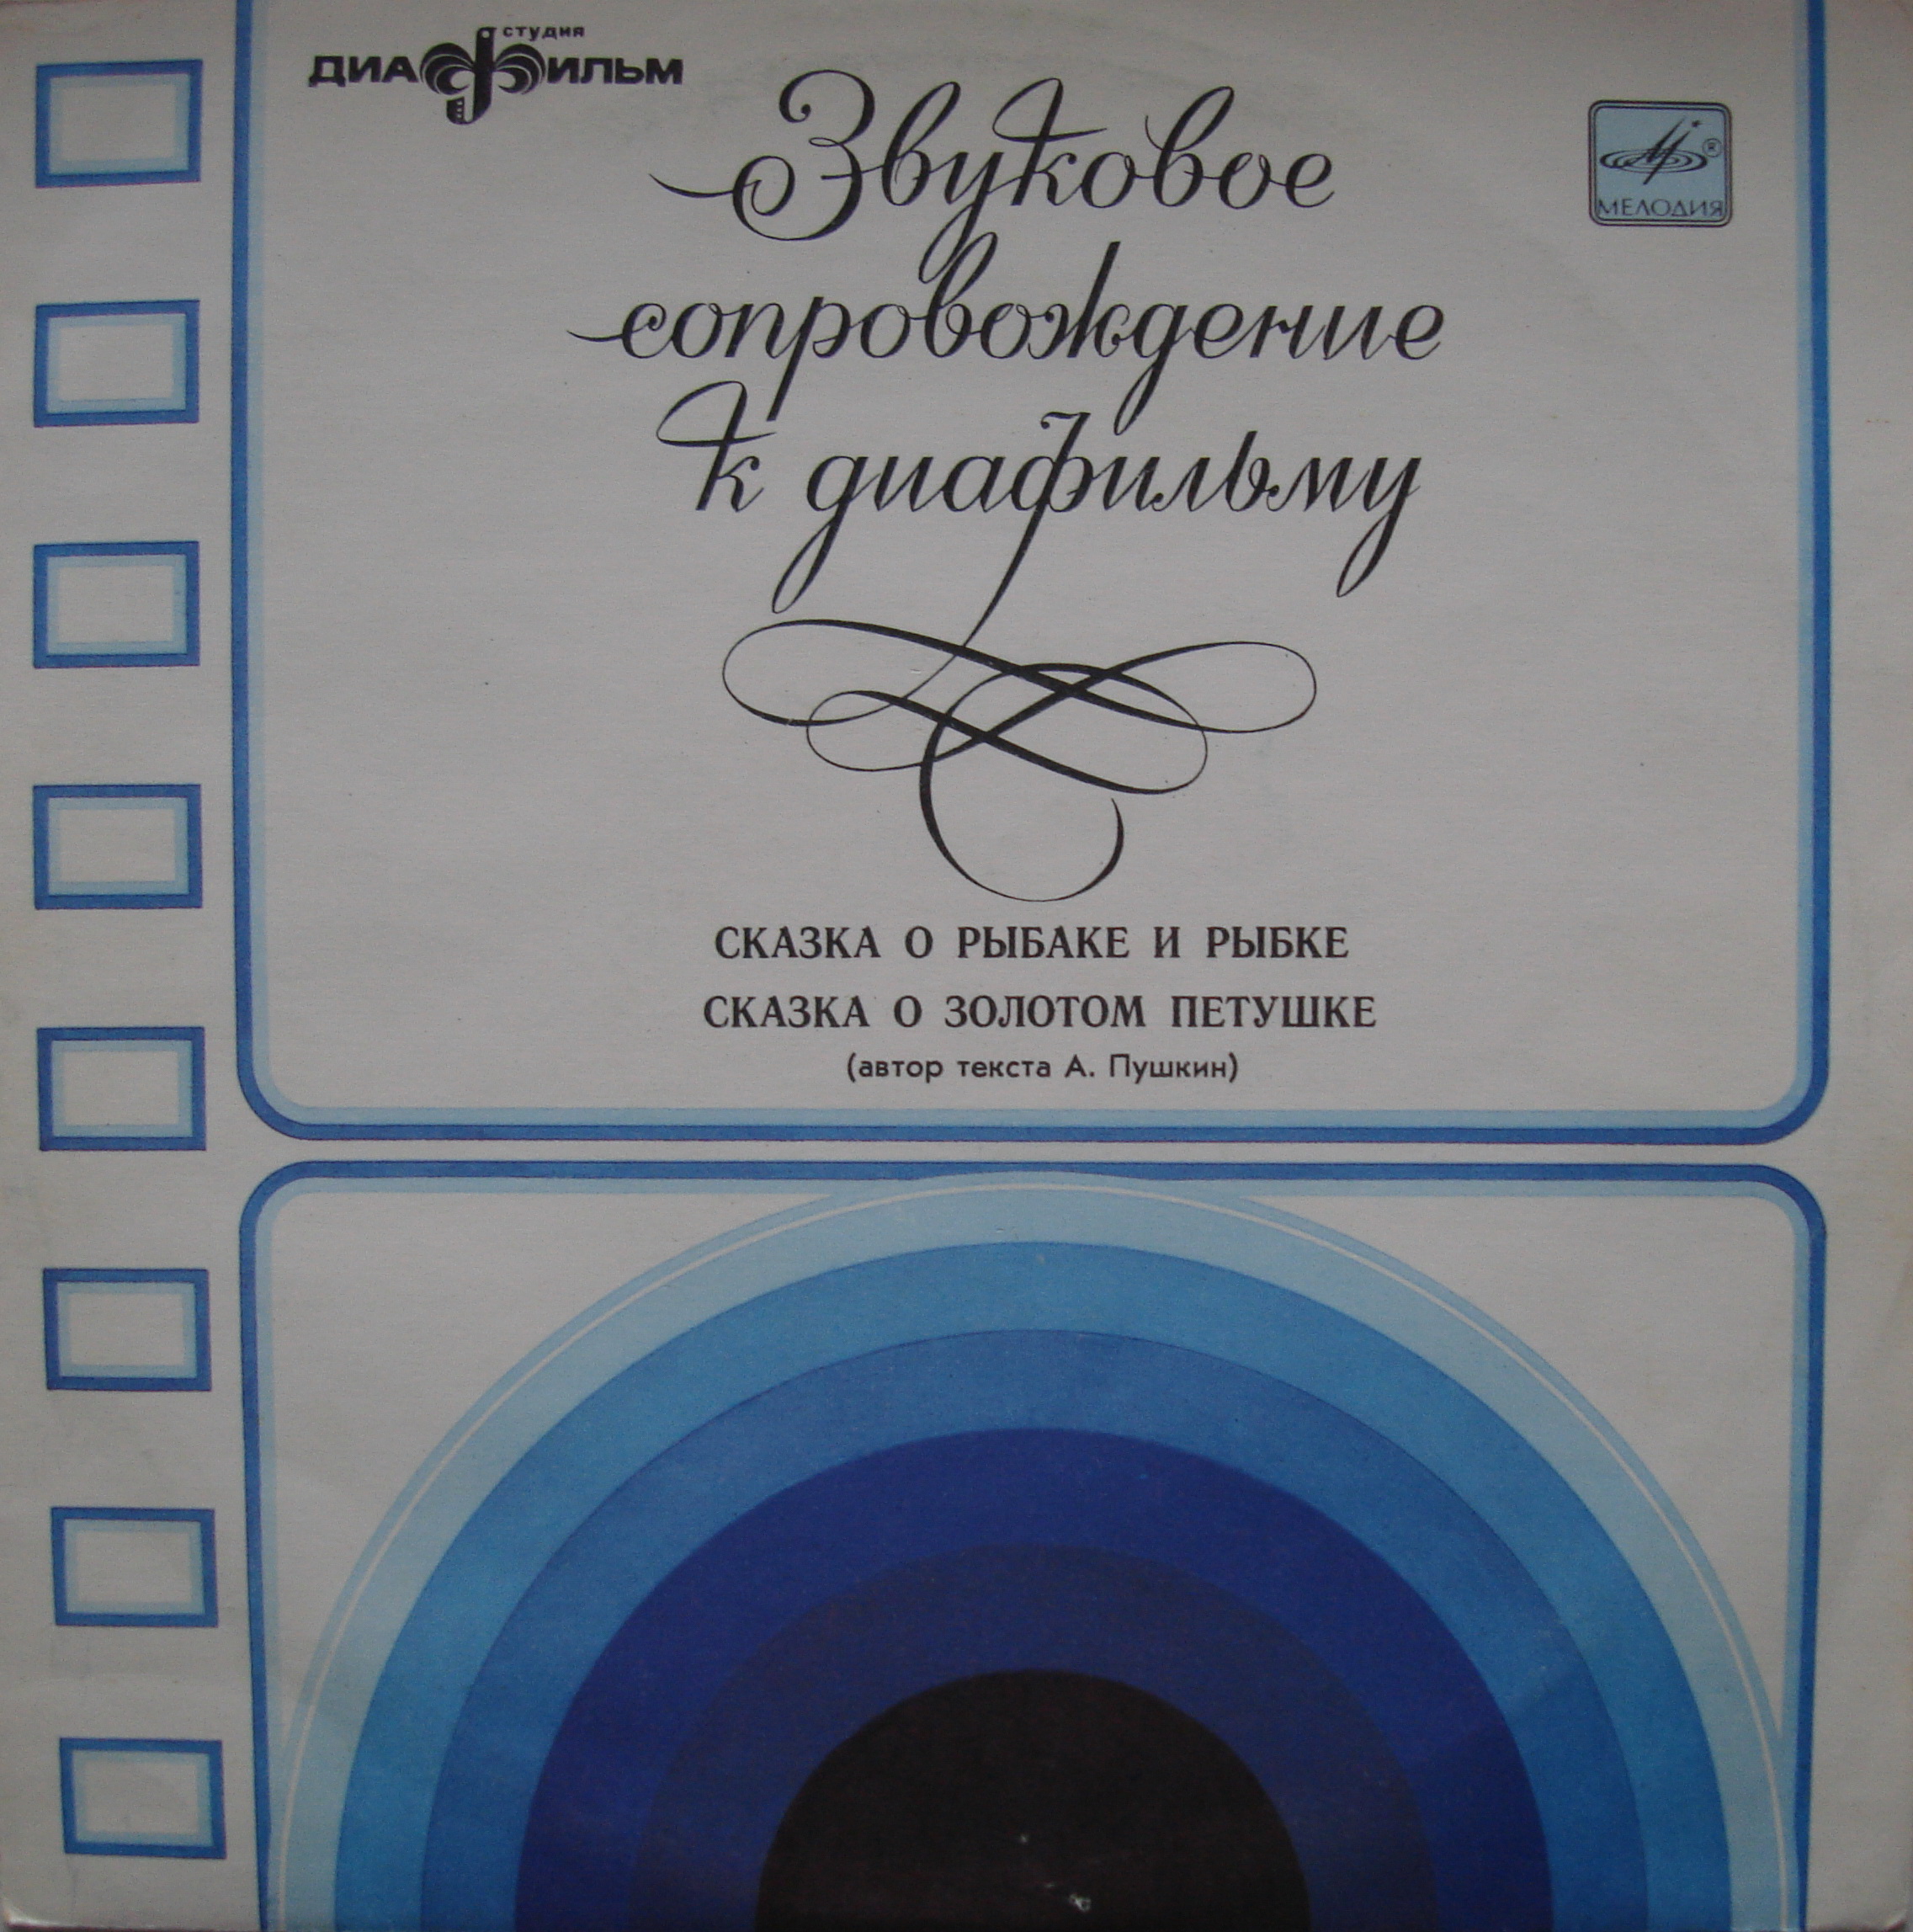 студия
ДИАФИЛЬМ
Звуковое
МЕЛОДИЯ
сопровождение
к диафильму
СКАЗКА О РЫБАКЕ И РЫБКЕ
СКАЗКА О ЗОЛОТОМ ПЕТУШКЕ
(автор текста А. Пушкин)